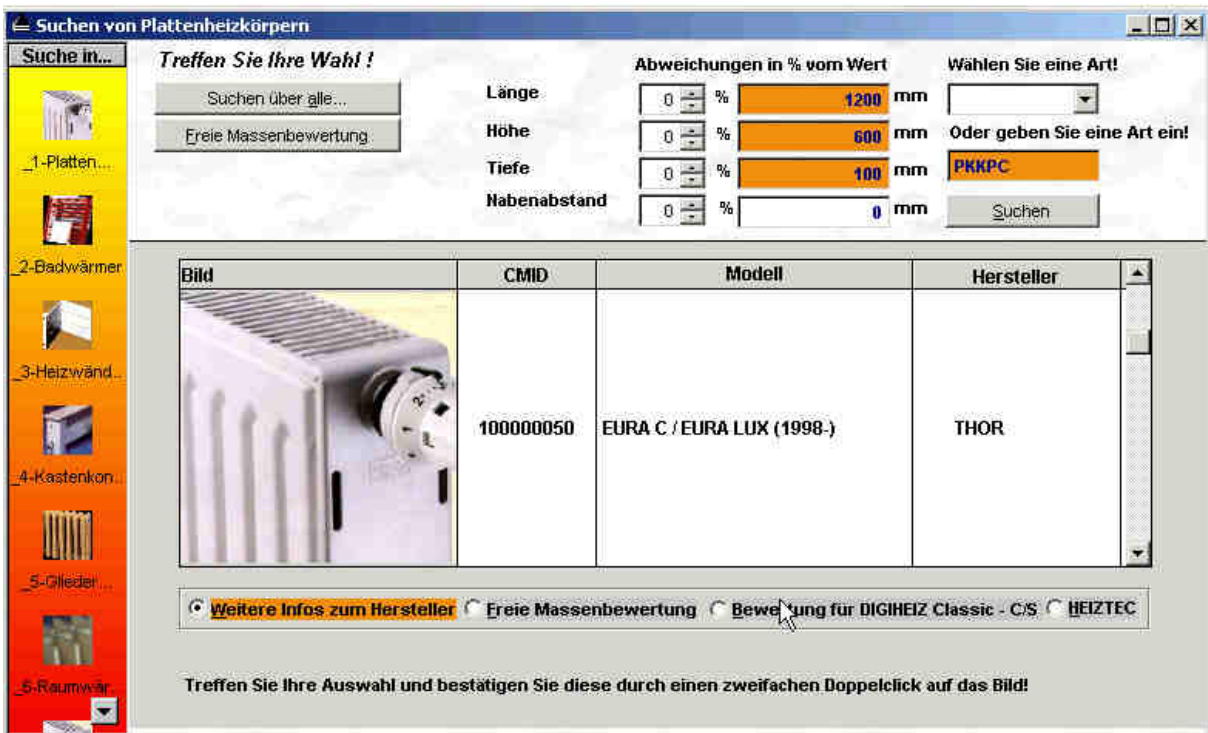 Suchen von Plattenheizkörpern
Suche in...
_1-Platten...
_2-Badwärmer
_3-Heizwänd...
_4-Kastenkon...
_5-Glieder...
_6-Raumwär...
Treffen Sie Ihre Wahl !
Suchen über alle...
Freie Massenbewertung
Abweichungen in % vom Wert
Länge 0 % 1200 mm
Höhe 0 % 600 mm
Tiefe 0 % 100 mm
Nabenabstand 0 % 0 mm
Wählen Sie eine Art!
Oder geben Sie eine Art ein!
PKKPC
Suchen
Bild CMID Modell Hersteller
100000050 EURA C / EURA LUX (1998-) THOR
Weitere Infos zum Hersteller Freie Massenbewertung Bewertung für DIGIHEIZ Classic - C/S HEIZTEC
Treffen Sie Ihre Auswahl und bestätigen Sie diese durch einen zweifachen Doppelclick auf das Bild!